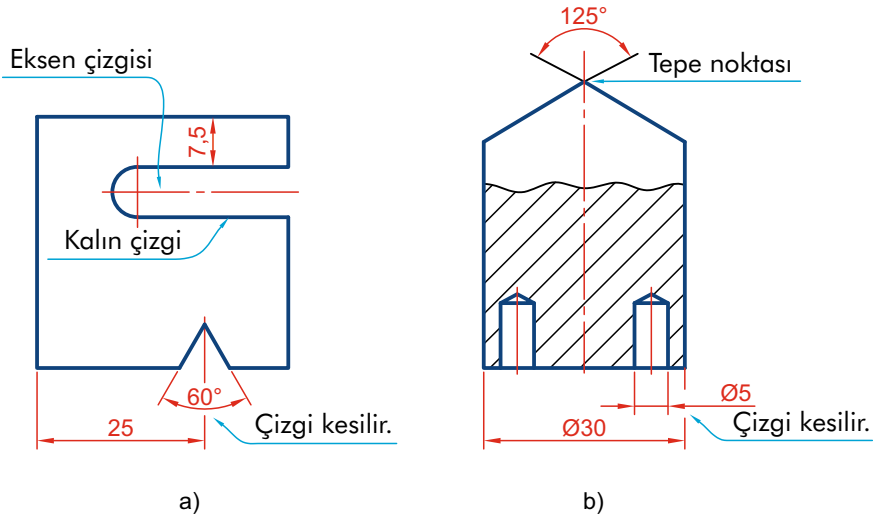 Eksen çizgisi
7,5
Kalın çizgi
60°
25
Çizgi kesilir.
a)
125°
Tepe noktası
Ø5
Ø30
Çizgi kesilir.
b)